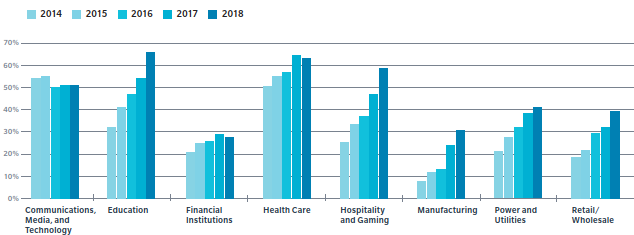 2014 2015 2016 2017 2018
70%
60%
50%
40%
30%
20%
10%
0%
Communications, Media, and Technology
Education
Financial Institutions
Health Care
Hospitality and Gaming
Manufacturing
Power and Utilities
Retail/ Wholesale